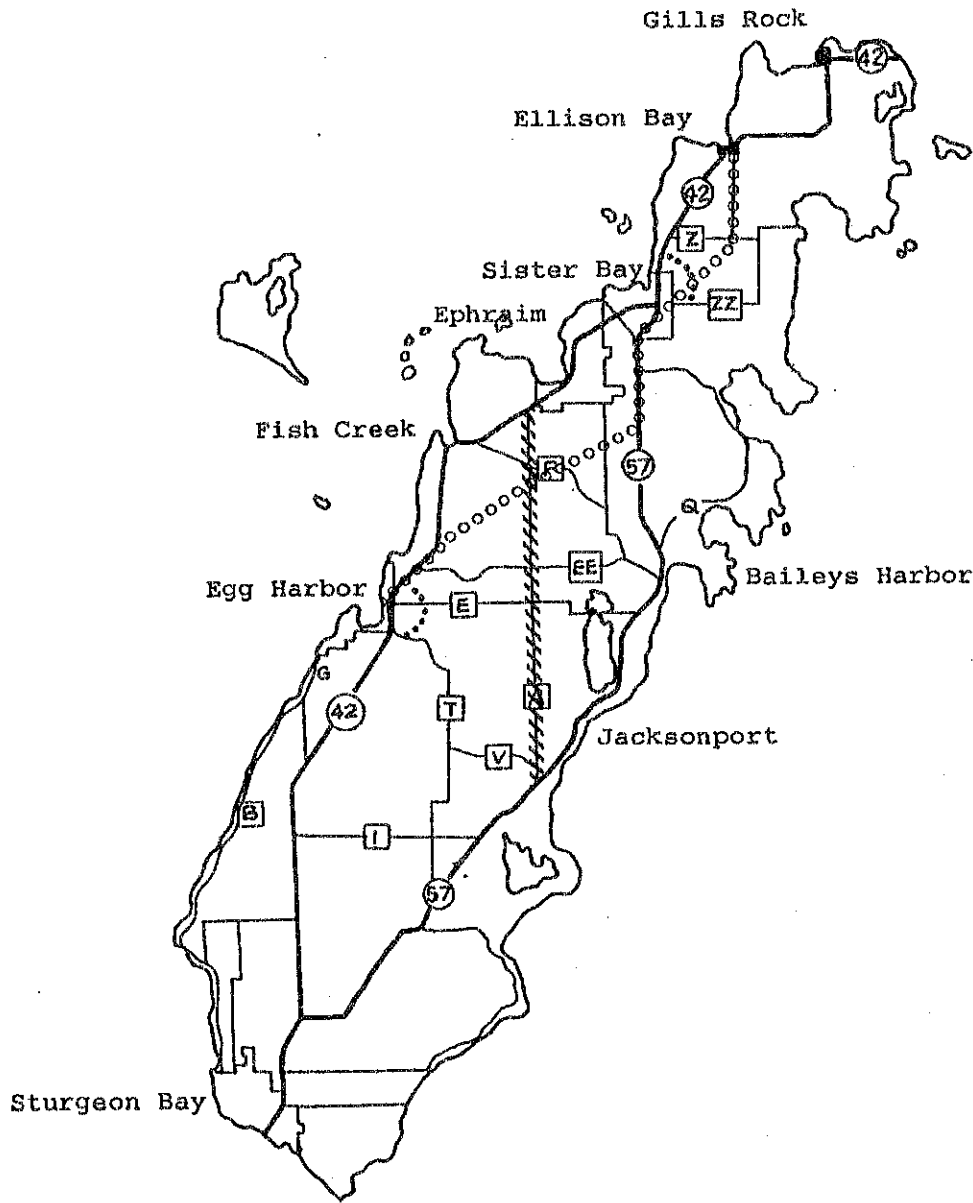 Gills Rock
42
Ellison Bay
42
Z
Sister Bay
ZZ
Ephraim
Fish Creek
57
Q
EE
Egg Harbor
Baileys Harbor
E
G
T
42
Jacksonport
V
B
I
57
Sturgeon Bay